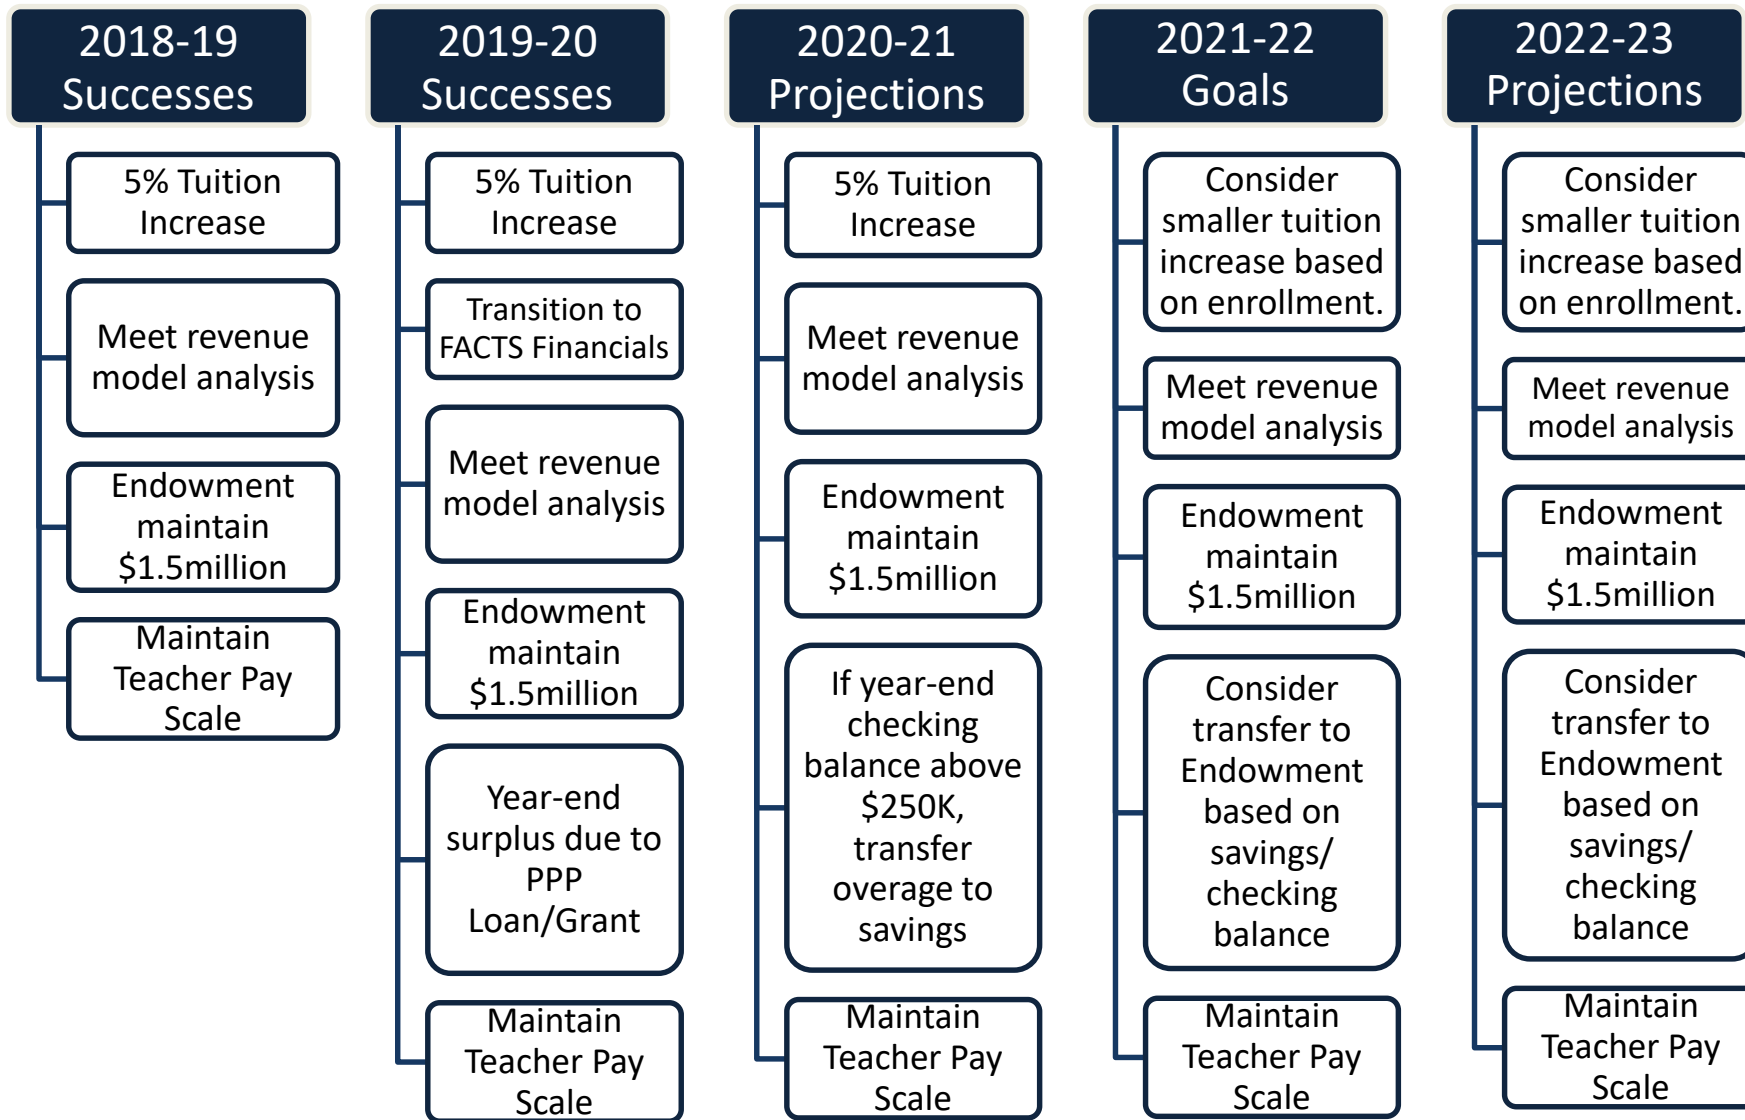 2018-19
Successes
5% Tuition
Increase
Meet revenue
model analysis
Endowment
maintain
$1.5million
Maintain
Teacher Pay
Scale
2019-20
Successes
5% Tuition
Increase
Transition to
FACTS Financials
Meet revenue
model analysis
Endowment
maintain
$1.5million
Year-end
surplus due to
PPP
Loan/Grant
Maintain
Teacher Pay
Scale
2020-21
Projections
5% Tuition
Increase
Meet revenue
model analysis
Endowment
maintain
$1.5million
If year-end
checking
balance above
$250K,
transfer
overage to
savings
Maintain
Teacher Pay
Scale
2021-22
Goals
Consider
smaller tuition
increase based
on enrollment.
Meet revenue
model analysis
Endowment
maintain
$1.5million
Consider
transfer to
Endowment
based on
savings/
checking
balance
Maintain
Teacher Pay
Scale
2022-23
Projections
Consider
smaller tuition
increase based
on enrollment.
Meet revenue
model analysis
Endowment
maintain
$1.5million
Consider
transfer to
Endowment
based on
savings/
checking
balance
Maintain
Teacher Pay
Scale